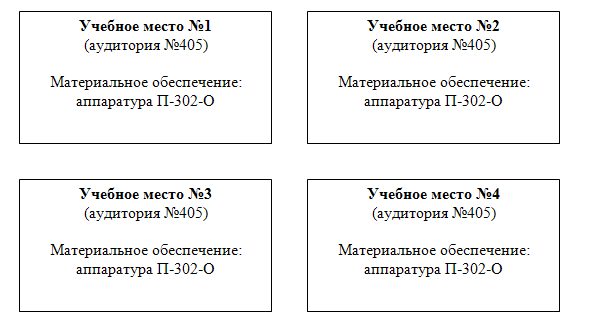 Учебное место №1
(аудитория №405)
Материальное обеспечение:
аппаратура П-302-О
Учебное место №2
(аудитория №405)
Материальное обеспечение:
аппаратура П-302-О
Учебное место №3
(аудитория №405)
Материальное обеспечение:
аппаратура П-302-О
Учебное место №4
(аудитория №405)
Материальное обеспечение:
аппаратура П-302-О